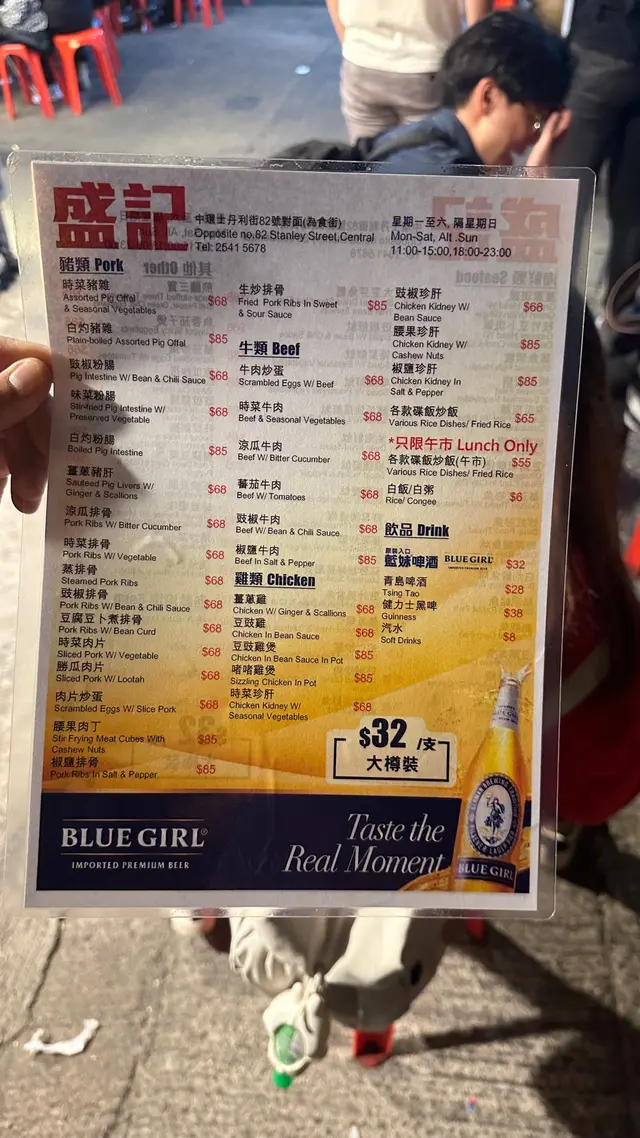 盛記
中環士丹利街82號對面(為食街)
Opposite no.82 Stanley Street,Central
Tel: 2541 5678
星期一至六, 隔星期日
Mon-Sat, Alt .Sun
11:00-15:00,18:00-23:00
豬類 Pork
時菜豬雜
Assorted Pig Offal
& Seasonal Vegetables $68
白灼豬雜
Plain-boiled Assorted Pig Offal $85
豉椒粉腸
Pig Intestine W/ Bean & Chili Sauce $68
味菜粉腸
Stir-fried Pig Intestine W/
Preserved Vegetable $68
白灼粉腸
Boiled Pig Intestine $85
薑蔥豬肝
Sauteed Pig Livers W/
Ginger & Scallions $68
涼瓜排骨
Pork Ribs W/ Bitter Cucumber $68
時菜排骨
Pork Ribs W/ Vegetable $68
蒸排骨
Steamed Pork Ribs $68
豉椒排骨
Pork Ribs W/ Bean & Chili Sauce $68
豆腐豆卜煮排骨
Pork Ribs W/ Bean Curd $68
時菜肉片
Sliced Pork W/ Vegetable $68
勝瓜肉片
Sliced Pork W/ Lootah $68
肉片炒蛋
Scrambled Eggs W/ Slice Pork $68
腰果肉丁
Stir Frying Meat Cubes With
Cashew Nuts $85
椒鹽排骨
Pork Ribs In Salt & Pepper $85
生炒排骨
Fried Pork Ribs In Sweet
& Sour Sauce $85
牛類 Beef
牛肉炒蛋
Scrambled Eggs W/ Beef $68
時菜牛肉
Beef & Seasonal Vegetables $68
涼瓜牛肉
Beef W/ Bitter Cucumber $68
蕃茄牛肉
Beef W/ Tomatoes $68
豉椒牛肉
Beef W/ Bean & Chili Sauce $68
椒鹽牛肉
Beef In Salt & Pepper $85
雞類 Chicken
薑蔥雞
Chicken W/ Ginger & Scallions $68
豆豉雞
Chicken In Bean Sauce $68
豆豉雞煲
Chicken In Bean Sauce In Pot $85
啫啫雞煲
Sizzling Chicken In Pot $85
時菜珍肝
Chicken Kidney W/
Seasonal Vegetables $68
豉椒珍肝
Chicken Kidney W/
Bean Sauce $68
腰果珍肝
Chicken Kidney W/
Cashew Nuts $85
椒鹽珍肝
Chicken Kidney In
Salt & Pepper $85
各款碟飯炒飯
Various Rice Dishes/ Fried Rice $65
*只限午市 Lunch Only
各款碟飯炒飯(午市) $55
Various Rice Dishes/ Fried Rice
白飯/白粥
Rice/ Congee $6
飲品 Drink
原裝入口
藍妹啤酒 BLUE GIRL $32
青島啤酒
Tsing Tao $28
健力士黑啤
Guinness $38
汽水
Soft Drinks $8
$32 /支
大樽裝
BLUE GIRL®
IMPORTED PREMIUM BEER
Taste the
Real Moment
BLUE GIRL